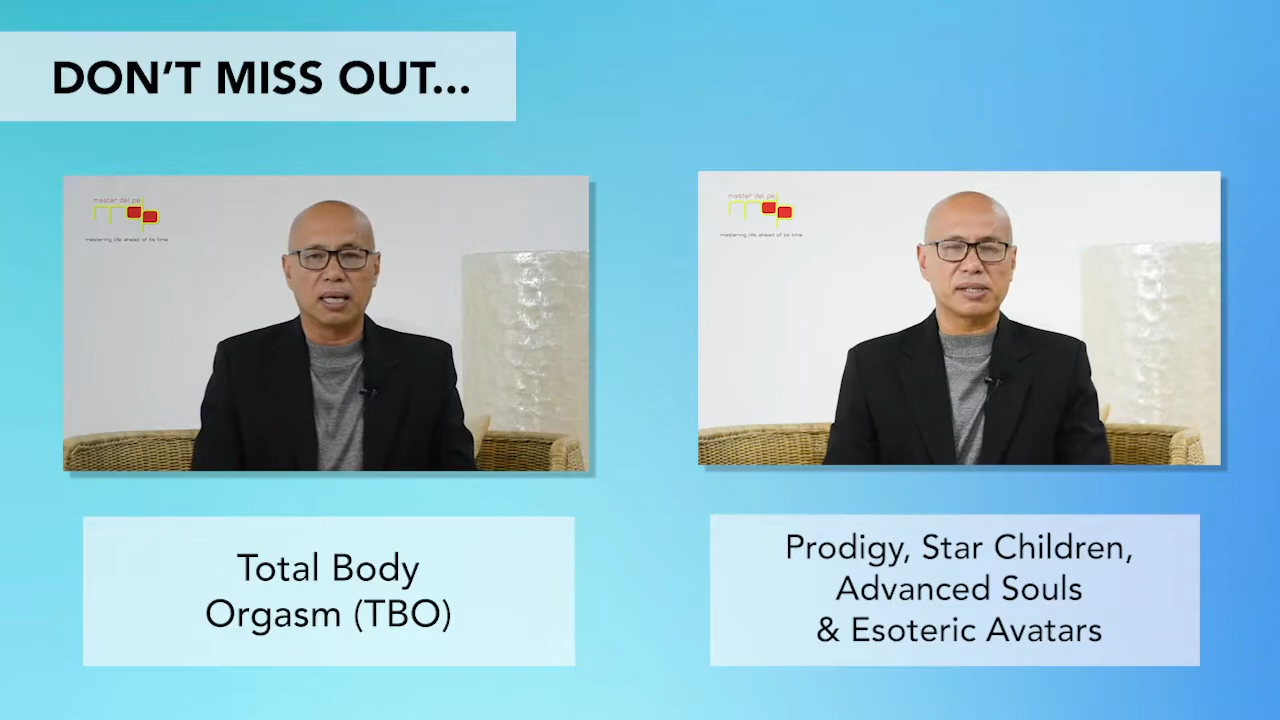 DON'T MISS OUT...
master del pe
mastering life ahead of its time
master del pe
mastering life ahead of its time
Total Body
Orgasm (TBO)
Prodigy, Star Children,
Advanced Souls
& Esoteric Avatars